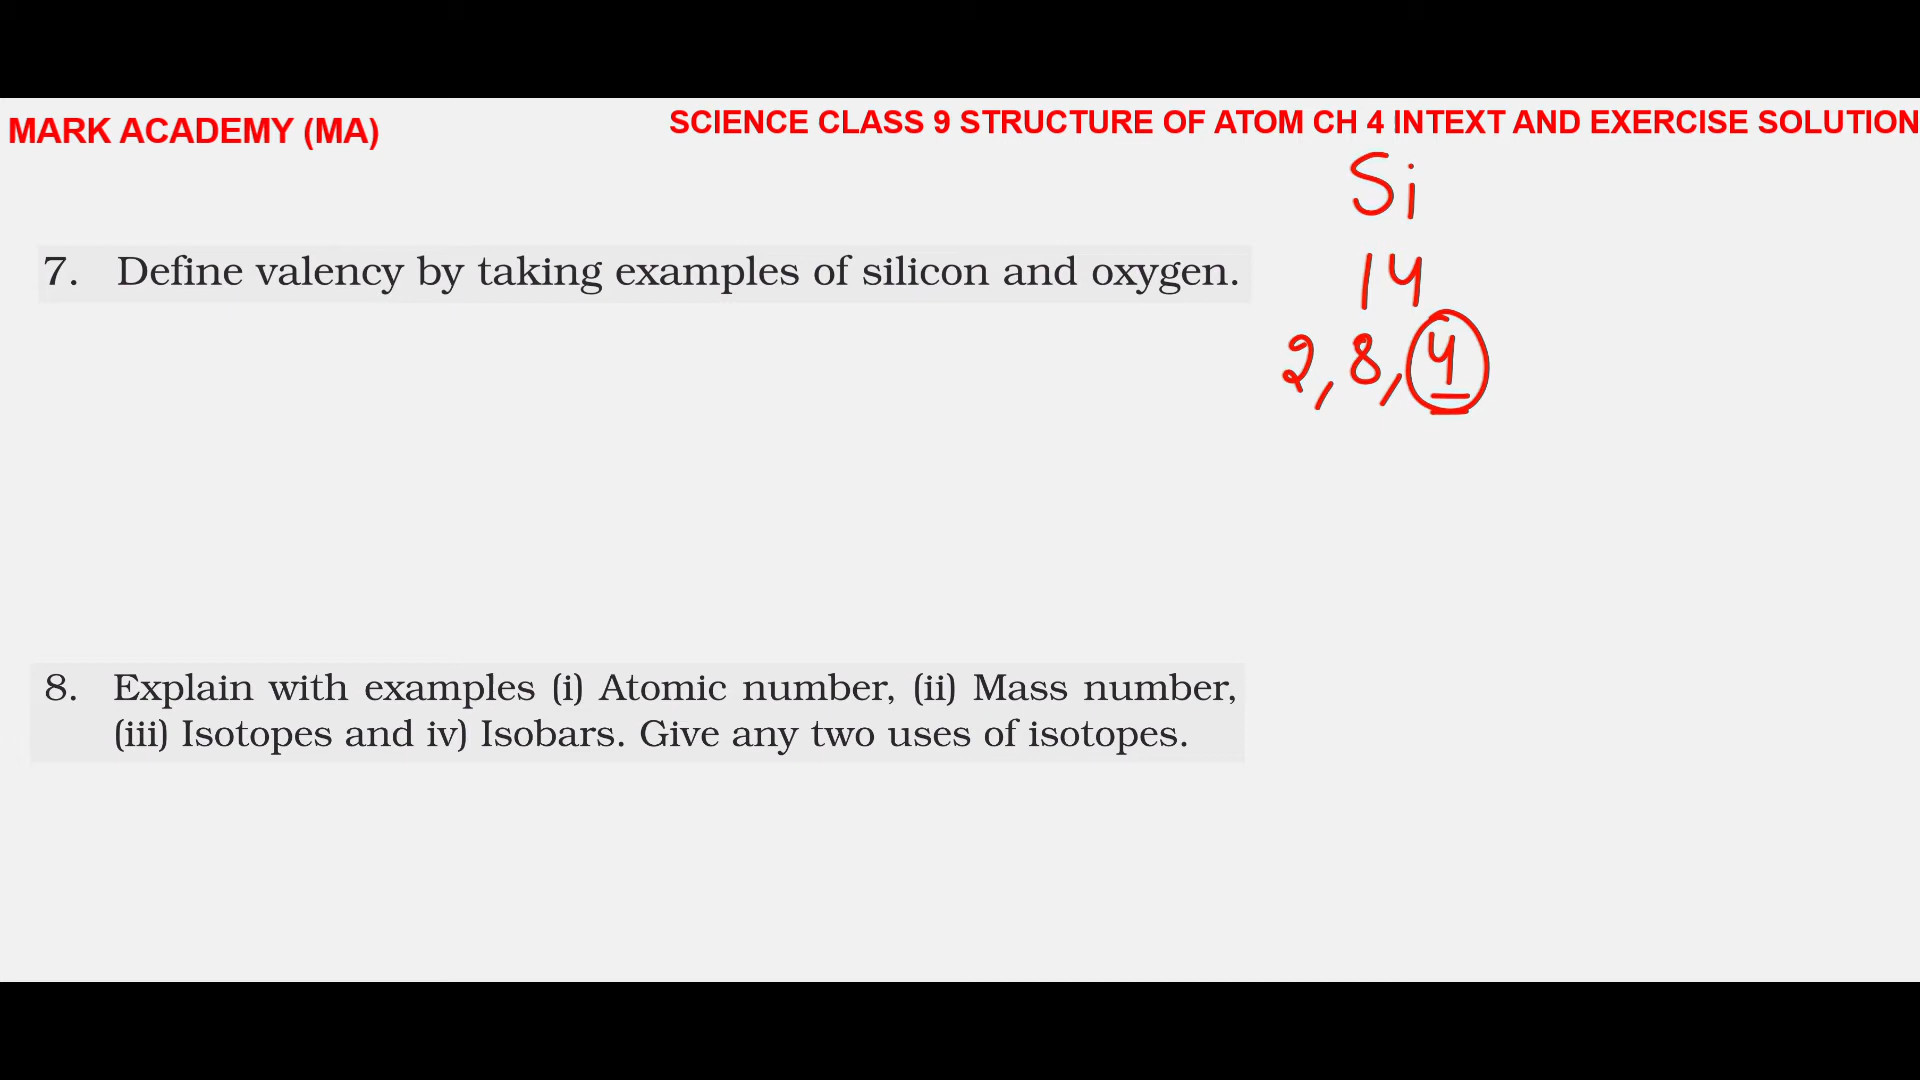 MARK ACADEMY (MA)
SCIENCE CLASS 9 STRUCTURE OF ATOM CH 4 INTEXT AND EXERCISE SOLUTION
Si
14
2, 8, 4
7. Define valency by taking examples of silicon and oxygen.
8. Explain with examples (i) Atomic number, (ii) Mass number,
(iii) Isotopes and iv) Isobars. Give any two uses of isotopes.